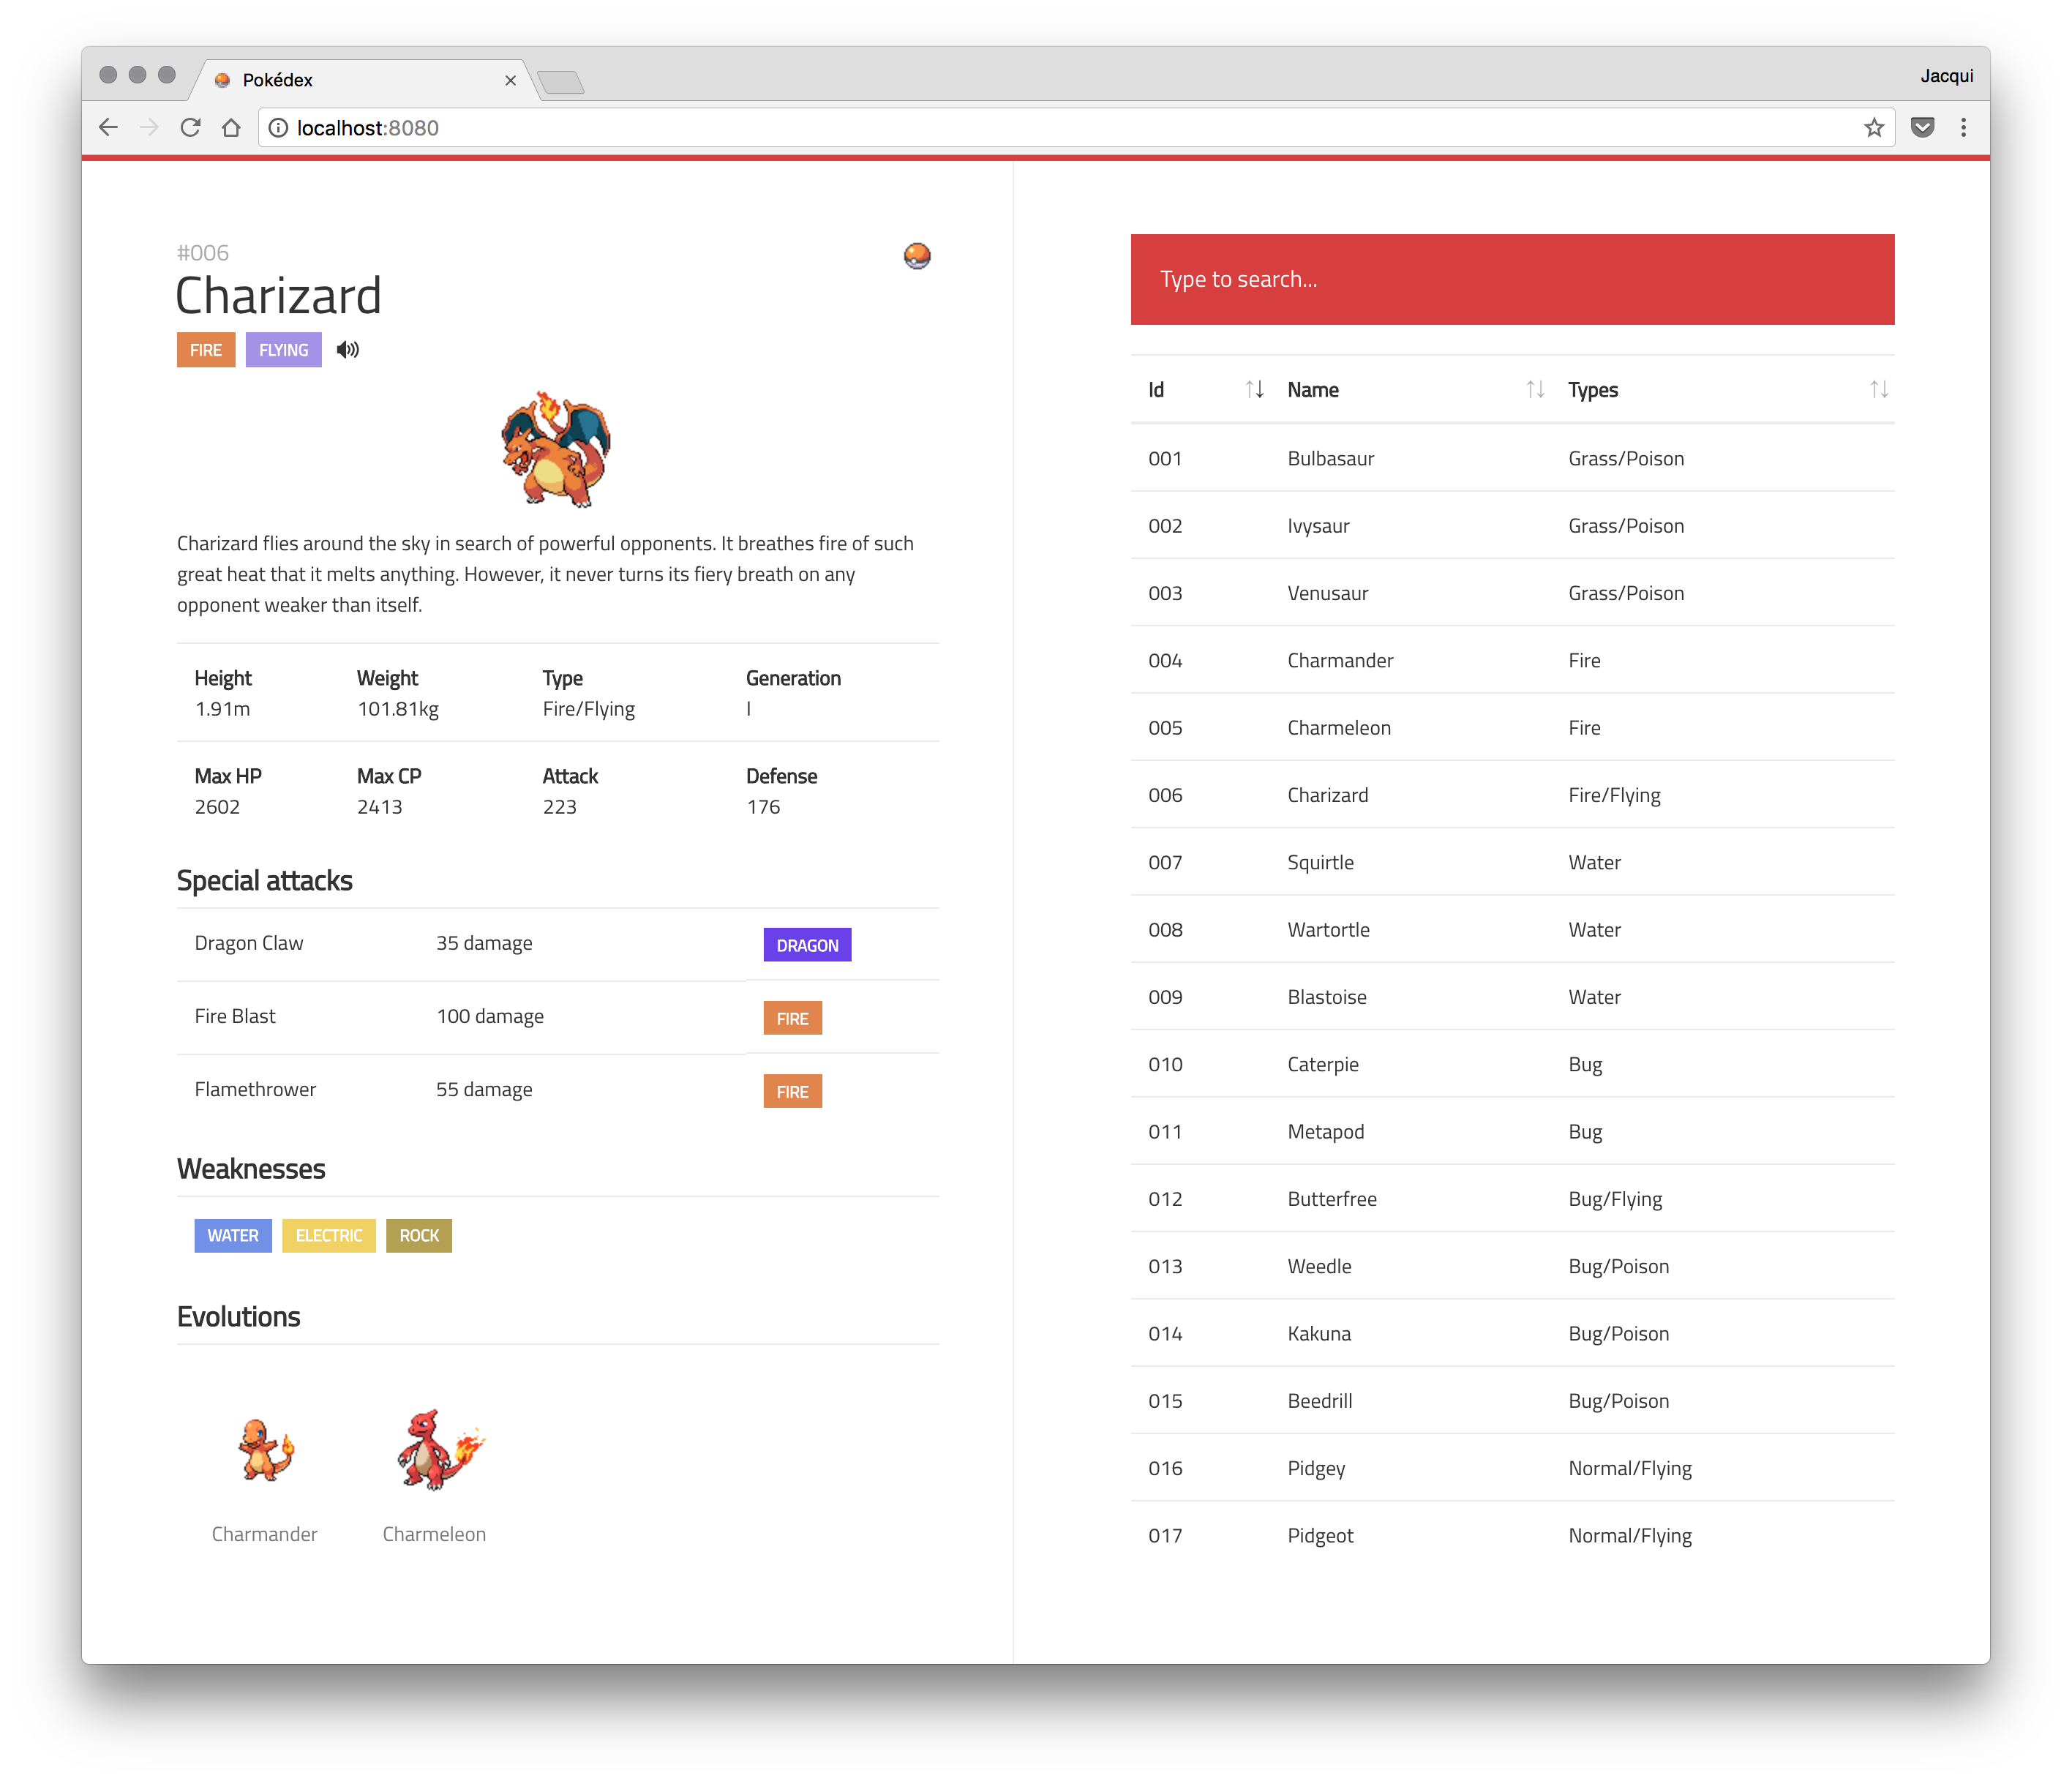 Pokédex
Jacqui
localhost:8080
#006
Charizard
FIRE FLYING
Charizard flies around the sky in search of powerful opponents. It breathes fire of such
great heat that it melts anything. However, it never turns its fiery breath on any
opponent weaker than itself.
Height Weight Type Generation
1.91m 101.81kg Fire/Flying I
Max HP Max CP Attack Defense
2602 2413 223 176
Special attacks
Dragon Claw 35 damage DRAGON
Fire Blast 100 damage FIRE
Flamethrower 55 damage FIRE
Weaknesses
WATER ELECTRIC ROCK
Evolutions
Charmander Charmeleon
Type to search...
Id Name Types
001 Bulbasaur Grass/Poison
002 Ivysaur Grass/Poison
003 Venusaur Grass/Poison
004 Charmander Fire
005 Charmeleon Fire
006 Charizard Fire/Flying
007 Squirtle Water
008 Wartortle Water
009 Blastoise Water
010 Caterpie Bug
011 Metapod Bug
012 Butterfree Bug/Flying
013 Weedle Bug/Poison
014 Kakuna Bug/Poison
015 Beedrill Bug/Poison
016 Pidgey Normal/Flying
017 Pidgeot Normal/Flying